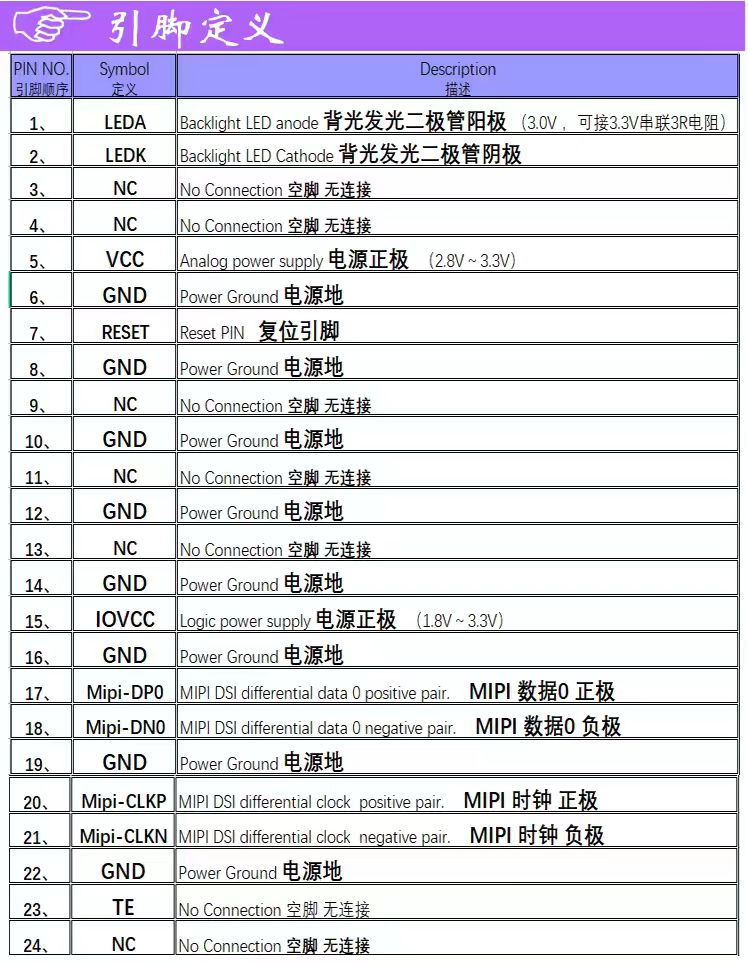 引脚定义
PIN NO. Symbol Description
引脚顺序 定义 描述
1、 LEDA Backlight LED anode 背光发光二极管阳极 （3.0V ，可接3.3V串联3R电阻）
2、 LEDK Backlight LED Cathode 背光发光二极管阴极
3、 NC No Connection 空脚 无连接
4、 NC No Connection 空脚 无连接
5、 VCC Analog power supply 电源正极 （2.8V ~ 3.3V）
6、 GND Power Ground 电源地
7、 RESET Reset PIN 复位引脚
8、 GND Power Ground 电源地
9、 NC No Connection 空脚 无连接
10、 GND Power Ground 电源地
11、 NC No Connection 空脚 无连接
12、 GND Power Ground 电源地
13、 NC No Connection 空脚 无连接
14、 GND Power Ground 电源地
15、 IOVCC Logic power supply 电源正极 （1.8V ~ 3.3V）
16、 GND Power Ground 电源地
17、 Mipi-DP0 MIPI DSI differential data 0 positive pair. MIPI 数据0 正极
18、 Mipi-DN0 MIPI DSI differential data 0 negative pair. MIPI 数据0 负极
19、 GND Power Ground 电源地
20、 Mipi-CLKP MIPI DSI differential clock positive pair. MIPI 时钟 正极
21、 Mipi-CLKN MIPI DSI differential clock negative pair. MIPI 时钟 负极
22、 GND Power Ground 电源地
23、 TE No Connection 空脚 无连接
24、 NC No Connection 空脚 无连接